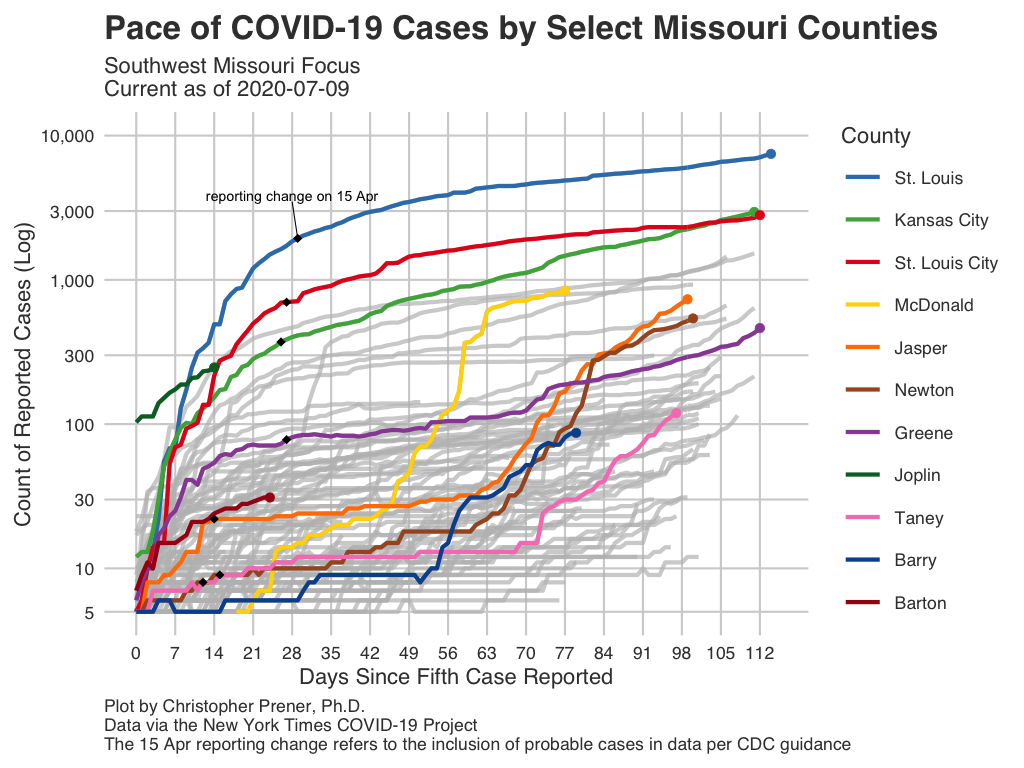 Pace of COVID-19 Cases by Select Missouri Counties
Southwest Missouri Focus
Current as of 2020-07-09
Count of Reported Cases (Log)
10,000
3,000
1,000
300
100
30
10
5
reporting change on 15 Apr
0 7 14 21 28 35 42 49 56 63 70 77 84 91 98 105 112
Days Since Fifth Case Reported
County
St. Louis
Kansas City
St. Louis City
McDonald
Jasper
Newton
Greene
Joplin
Taney
Barry
Barton
Plot by Christopher Prener, Ph.D.
Data via the New York Times COVID-19 Project
The 15 Apr reporting change refers to the inclusion of probable cases in data per CDC guidance